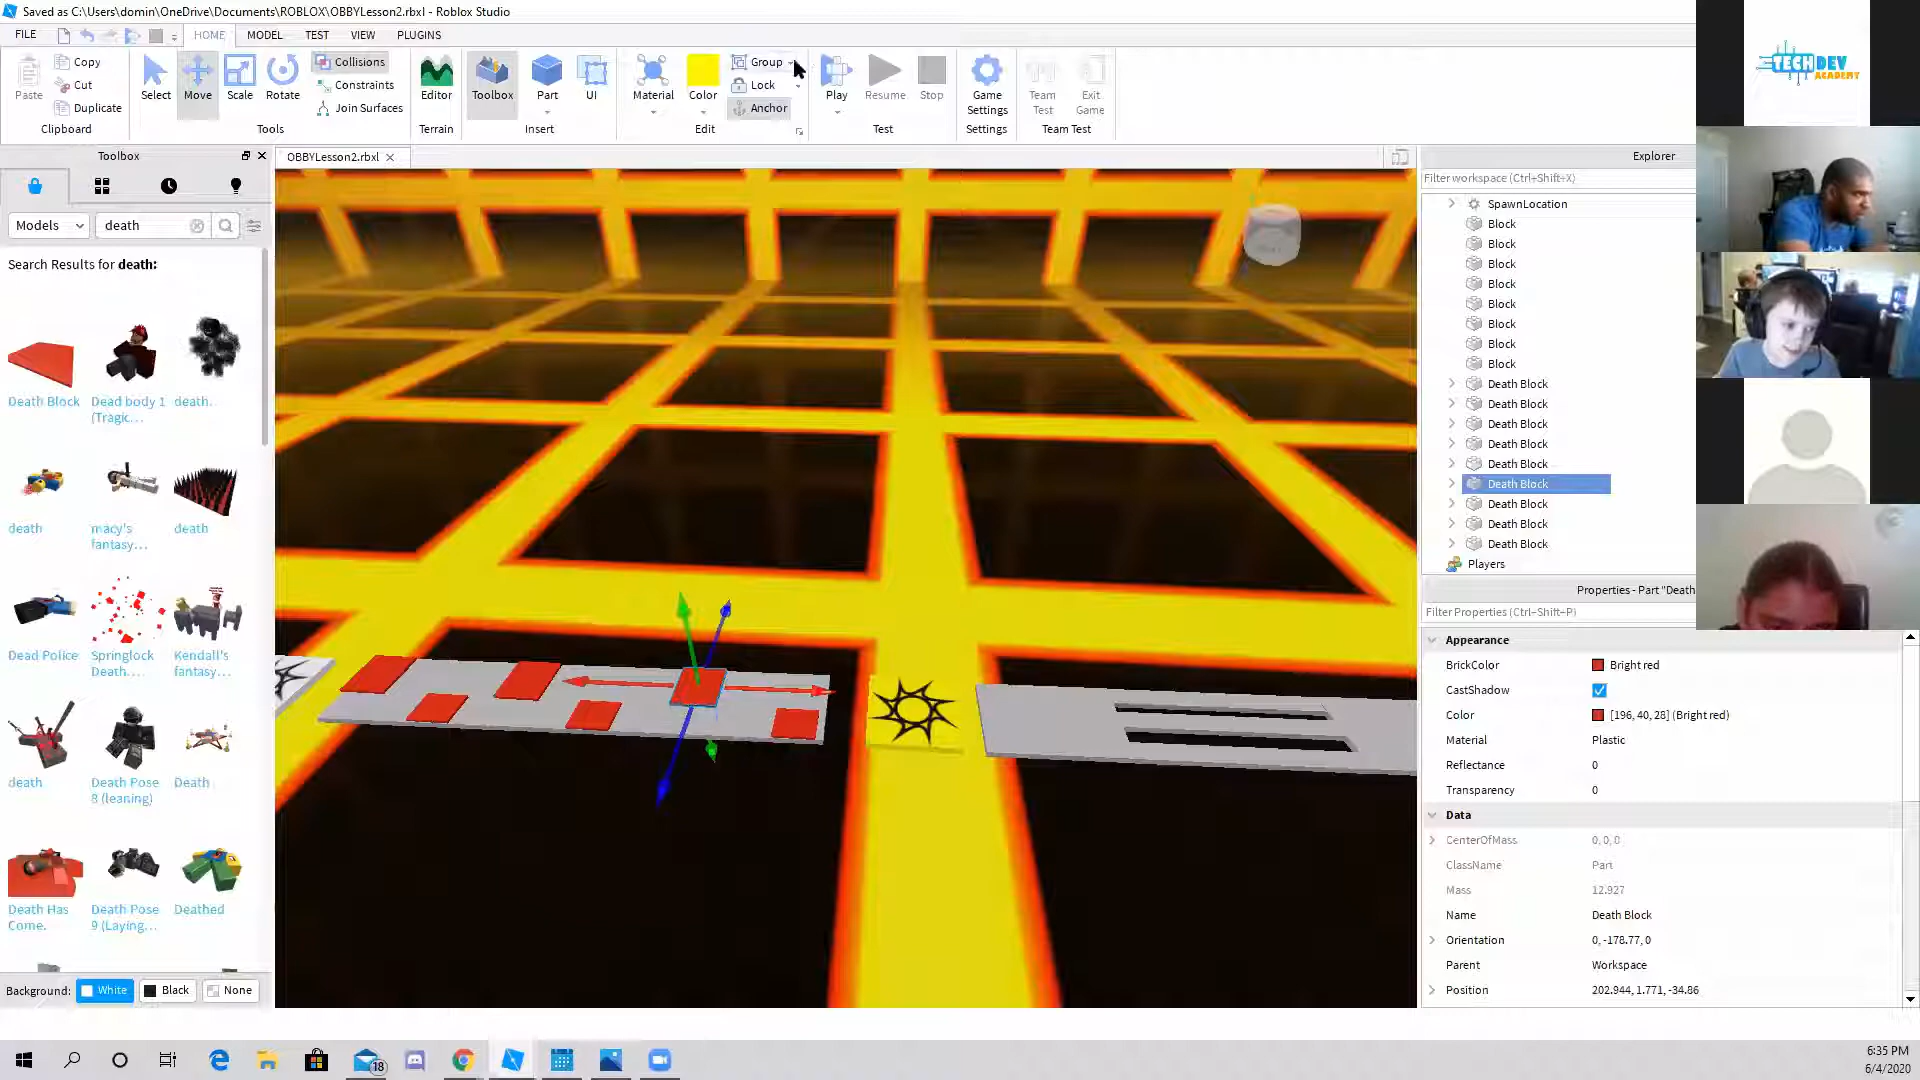 Saved as C:\Users\domin\OneDrive\Documents\ROBLOX\OBBYLesson2.rbxl - Roblox Studio
FILE HOME MODEL TEST VIEW PLUGINS
Paste
Copy
Cut
Duplicate
Clipboard
Select
Move
Scale
Rotate
Collisions
Constraints
Join Surfaces
Tools
Editor
Terrain
Toolbox
Part
UI
Insert
Material
Color
Group
Lock
Anchor
Edit
Play
Resume
Stop
Test
Game
Settings
Settings
Team
Test
Exit
Game
Team Test
TECHDEV
ACADEMY
Toolbox
Models
death
Search Results for death:
Death Block
Dead body 1
(Tragic...
death.
death
macy's
fantasy...
death
Dead Police
Springlock
Death...
Kendall's
fantasy...
death
Death Pose
8 (leaning)
Death
Death Has
Come.
Death Pose
9 (Laying...
Deathed
Background:
White
Black
None
OBBYLesson2.rbxl
Explorer
Filter workspace (Ctrl+Shift+X)
SpawnLocation
Block
Block
Block
Block
Block
Block
Block
Block
Death Block
Death Block
Death Block
Death Block
Death Block
Death Block
Death Block
Death Block
Death Block
Players
Properties - Part "Death
Filter Properties (Ctrl+Shift+P)
Appearance
BrickColor Bright red
CastShadow
Color [196, 40, 28] (Bright red)
Material Plastic
Reflectance 0
Transparency 0
Data
CenterOfMass 0, 0, 0
ClassName Part
Mass 12.927
Name Death Block
Orientation 0, -178.77, 0
Parent Workspace
Position 202.944, 1.771, -34.86
18
6:35 PM
6/4/2020